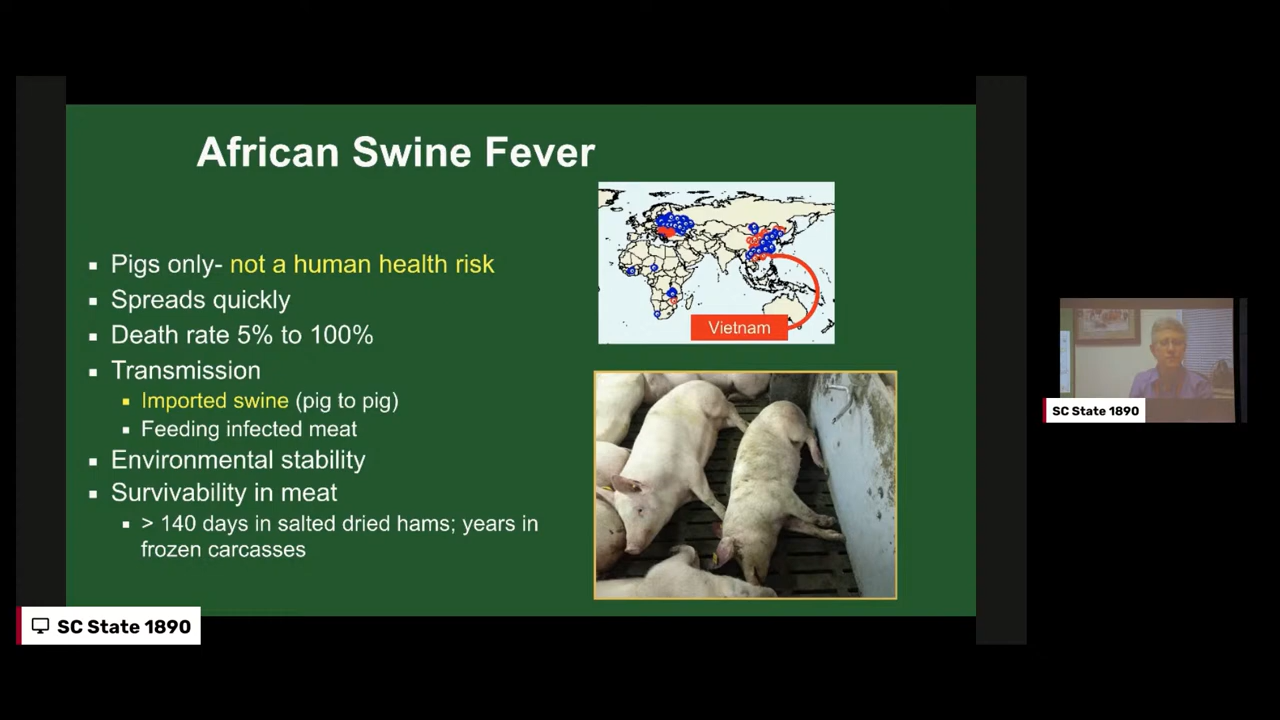 African Swine Fever
Pigs only- not a human health risk
Spreads quickly
Death rate 5% to 100%
Transmission
Imported swine (pig to pig)
Feeding infected meat
Environmental stability
Survivability in meat
> 140 days in salted dried hams; years in
frozen carcasses
Vietnam
SC State 1890
SC State 1890